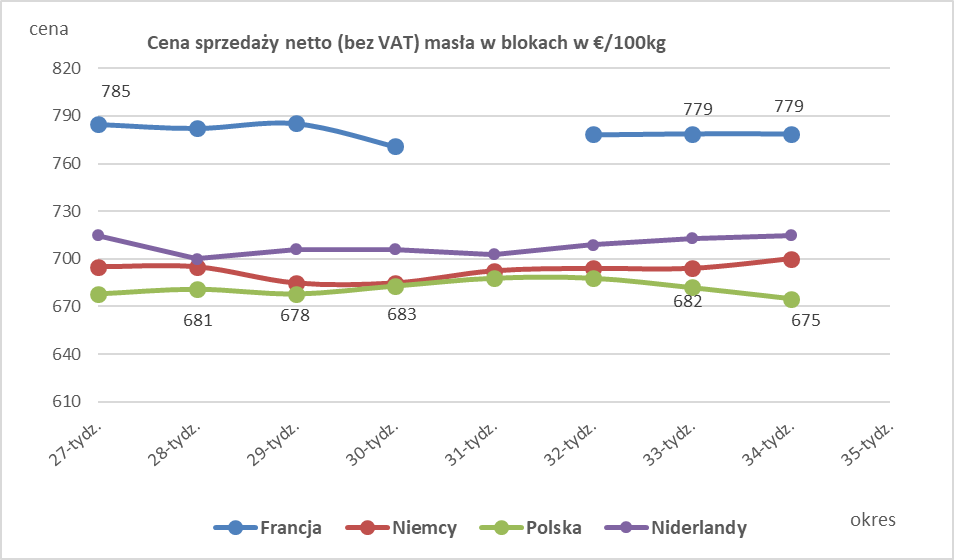 cena
Cena sprzedaży netto (bez VAT) masła w blokach w €/100kg
820
790
760
730
700
670
640
610
785
779
779
681
678
683
682
675
27-tydz.
28-tydz.
29-tydz.
30-tydz.
31-tydz.
32-tydz.
33-tydz.
34-tydz.
35-tydz.
okres
Francja
Niemcy
Polska
Niderlandy